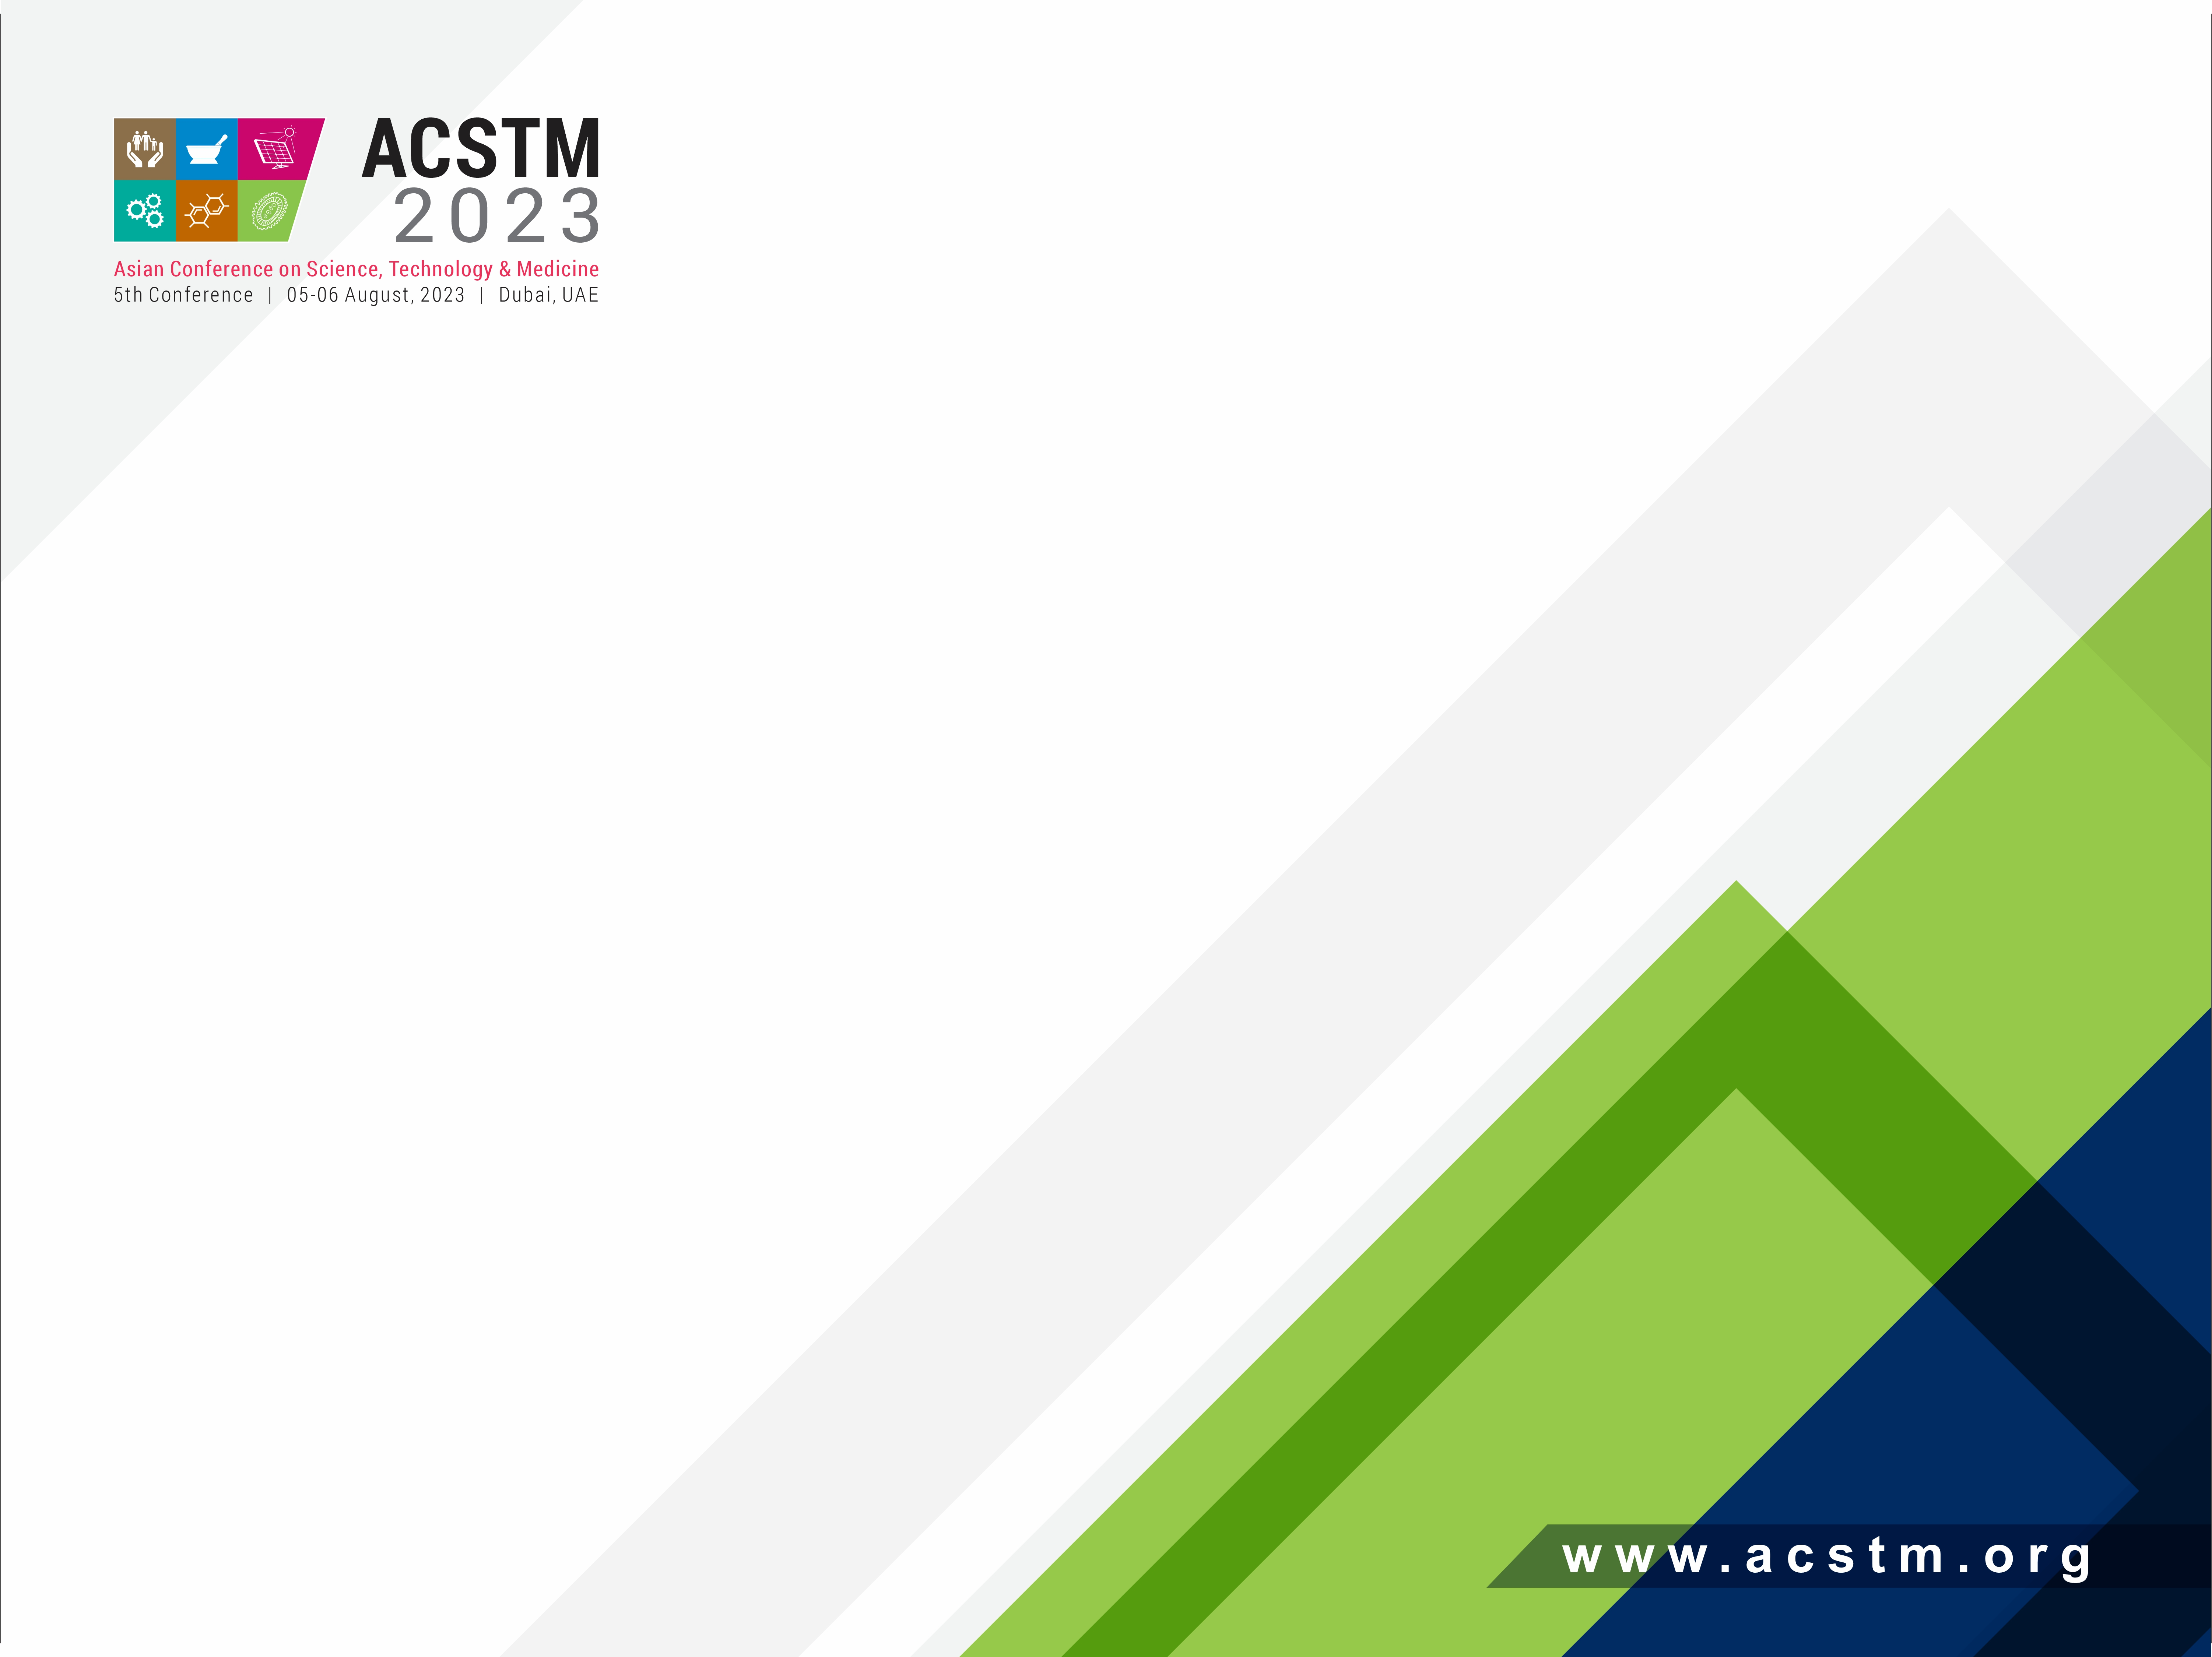 ACSTM
2023
Asian Conference on Science, Technology & Medicine
5th Conference | 05-06 August, 2023 | Dubai, UAE
www.acstm.org